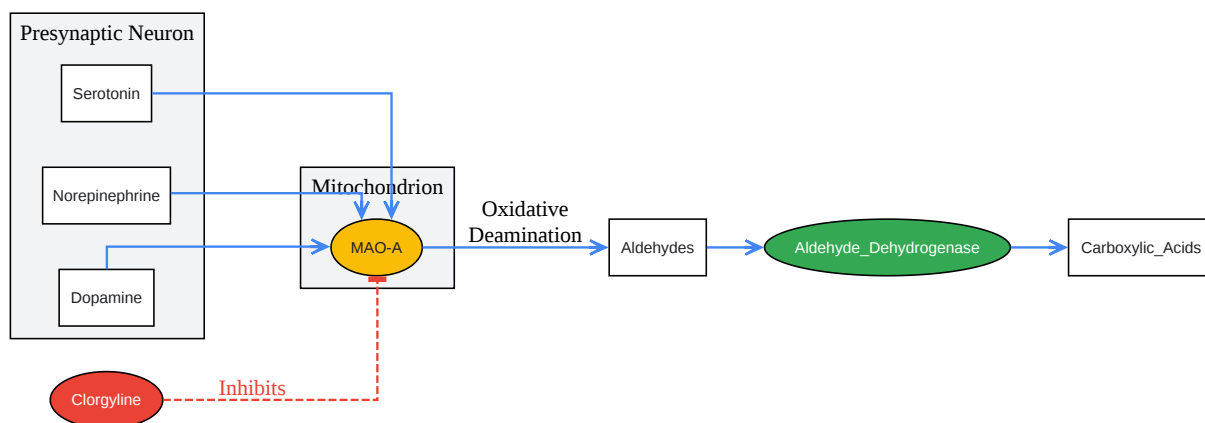 Presynaptic Neuron
Serotonin
Norepinephrine
Dopamine
Mitochondrion
MAO-A
Oxidative
Deamination
Aldehydes
Aldehyde_Dehydrogenase
Carboxylic_Acids
Clorgyline
Inhibits